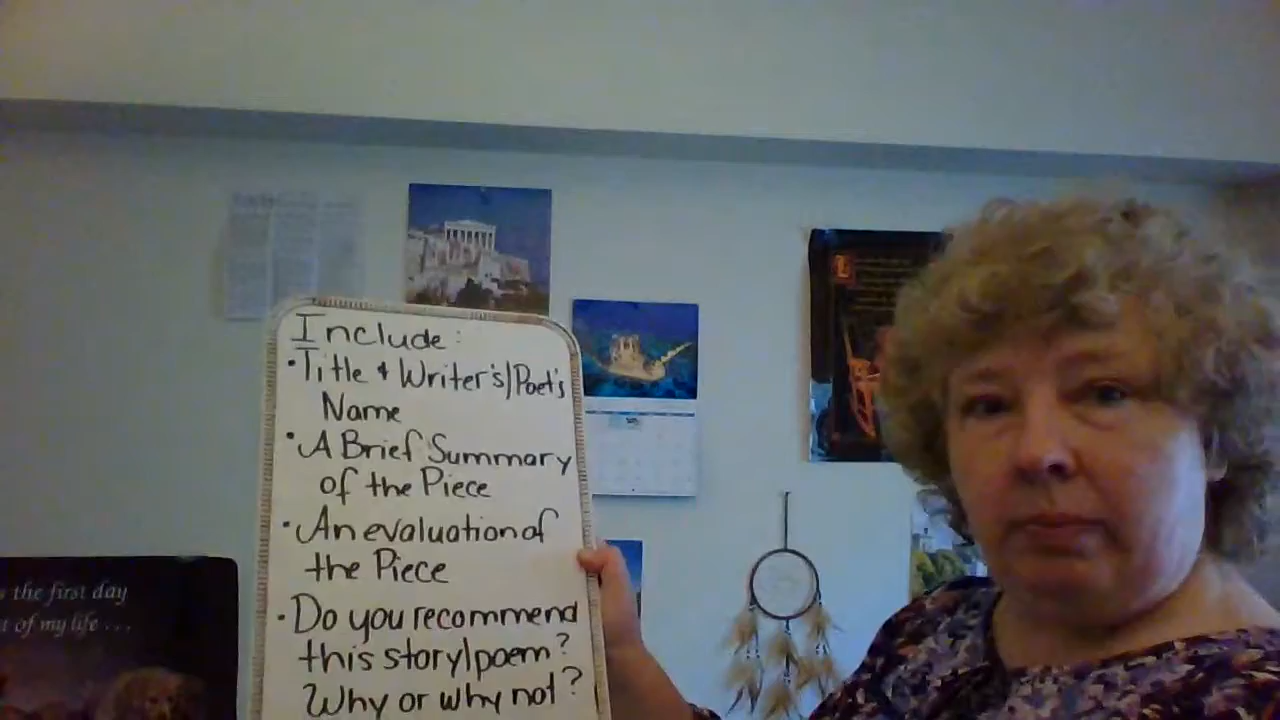 Include:
• Title & Writer's/Poet's
Name
• A Brief Summary
of the Piece
• An evaluation of
the Piece
• Do you recommend
this story/poem?
Why or why not?
the first day
of my life ...